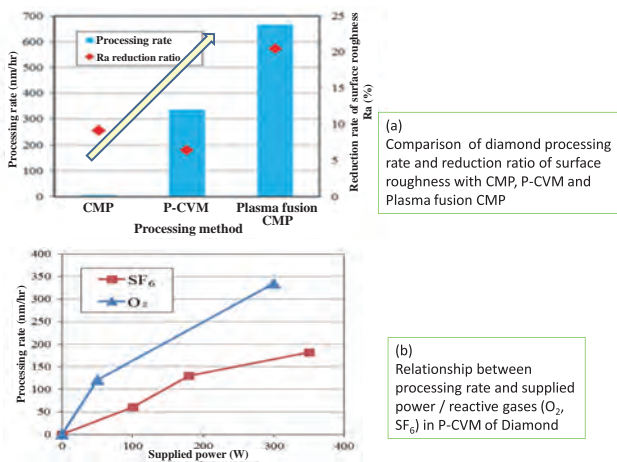 700
600
500
400
300
200
100
0
Processing rate (nm/hr)
Processing rate
Ra reduction ratio
25
20
15
10
5
0
Reduction rate of surface roughness
Ra (%)
CMP P-CVM Plasma fusion
CMP
Processing method
(a)
Comparison of diamond processing
rate and reduction ratio of surface
roughness with CMP, P-CVM and
Plasma fusion CMP
400
350
300
250
200
150
100
50
0
Processing rate (nm/hr)
SF₆
O₂
0 100 200 300 400
Supplied power (W)
(b)
Relationship between
processing rate and supplied
power / reactive gases (O₂,
SF₆) in P-CVM of Diamond